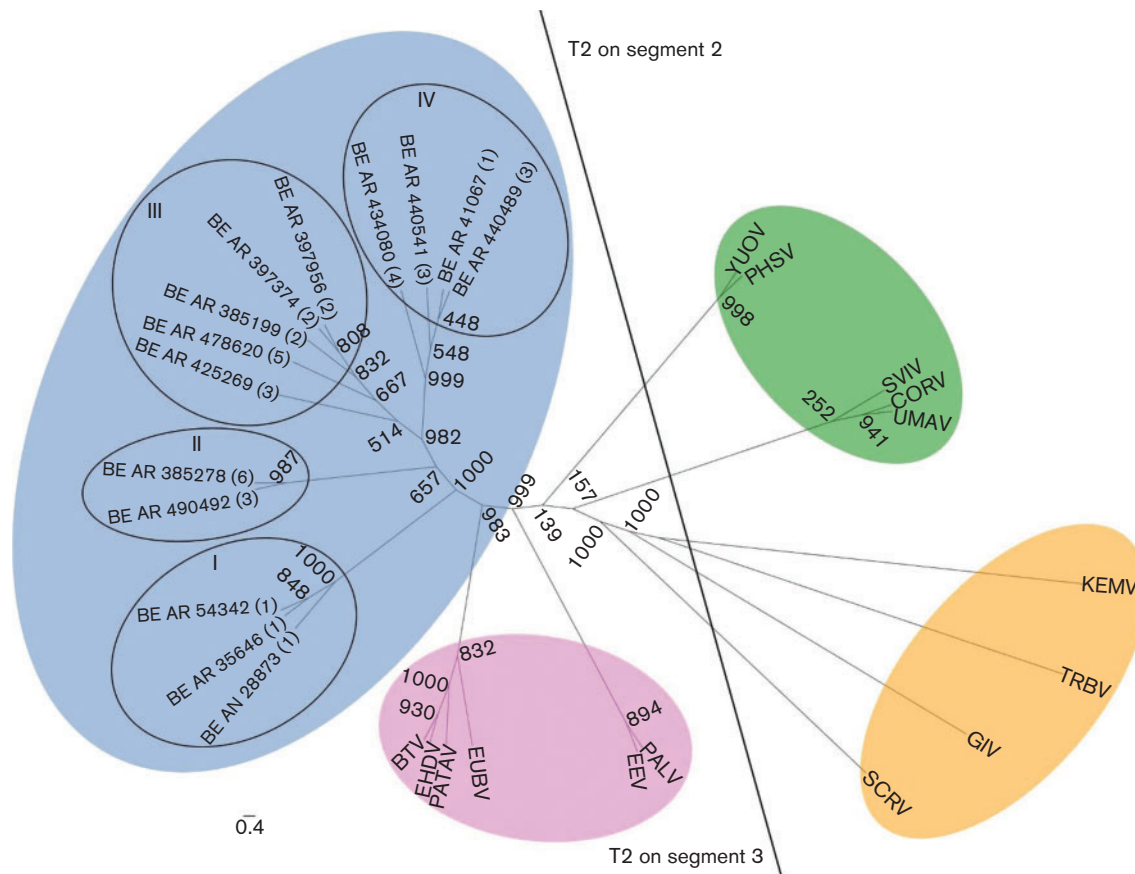 T2 on segment 2
IV
BE AR 434080 (4)
BE AR 440541 (3)
BE AR 41067 (1)
BE AR 440489 (3)
448
548
999
III
BE AR 397956 (2)
BE AR 397374 (2)
BE AR 385199 (2)
BE AR 478620 (5)
BE AR 425269 (3)
808
832
667
514
982
II
BE AR 385278 (6)
BE AR 490492 (3)
987
657
1000
I
1000
848
BE AR 54342 (1)
BE AR 35646 (1)
BE AN 28873 (1)
983
999
139
157
1000
1000
YUOV
PHSV
998
SVIV
CORV
UMAV
252
941
KEMV
TRBV
GIV
SCRV
832
1000
930
BTV
EHDV
PATAV
EUBV
894
PALV
EEV
0.4
T2 on segment 3